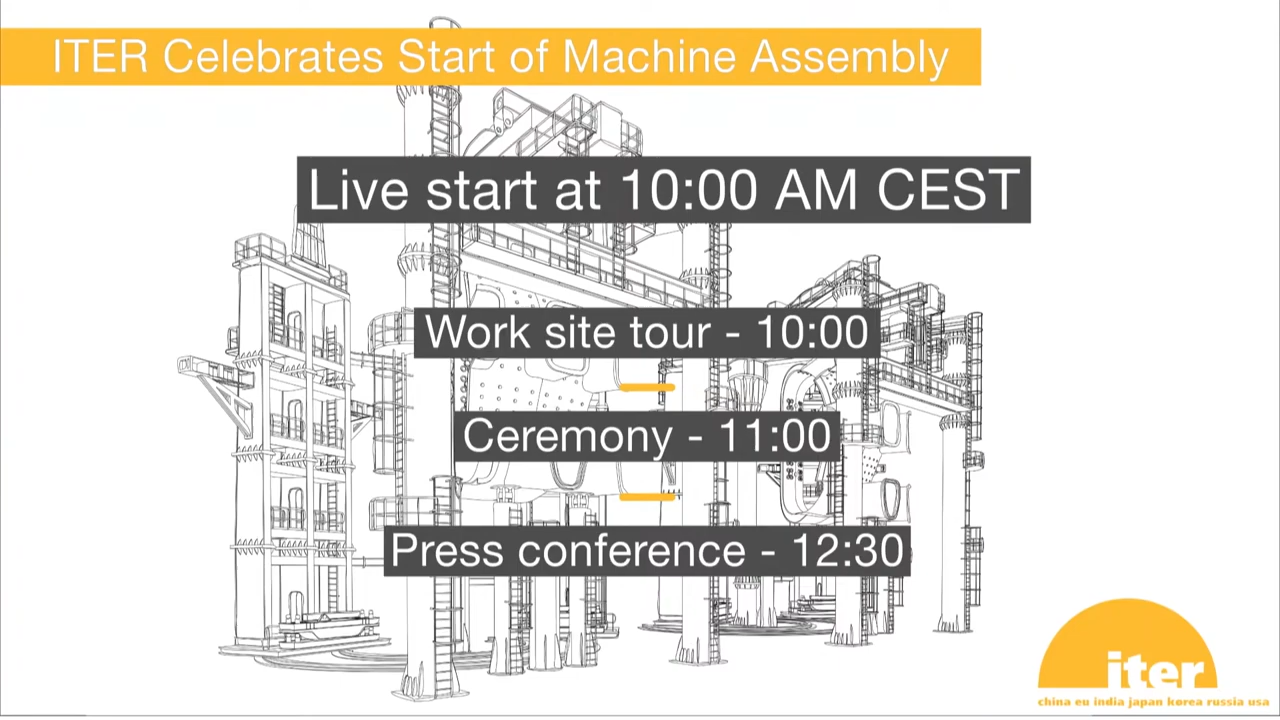 ITER Celebrates Start of Machine Assembly
Live start at 10:00 AM CEST
Work site tour - 10:00
Ceremony - 11:00
Press conference - 12:30
iter
china eu india japan korea russia usa